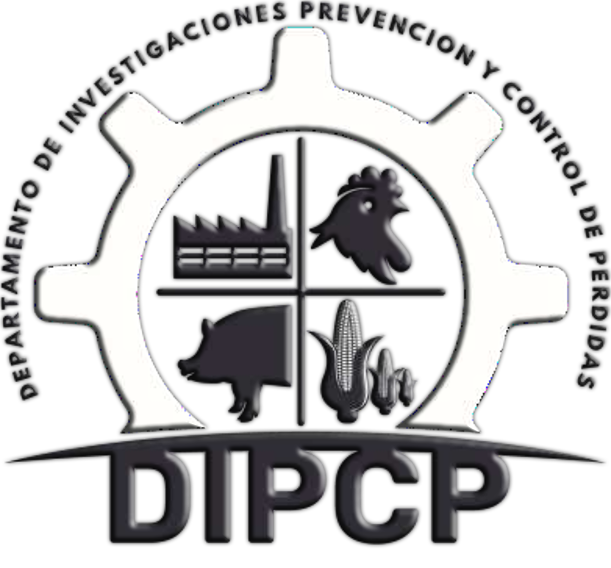 DEPARTAMENTO DE INVESTIGACIONES PREVENCION Y CONTROL DE PERDIDAS
DIPCP